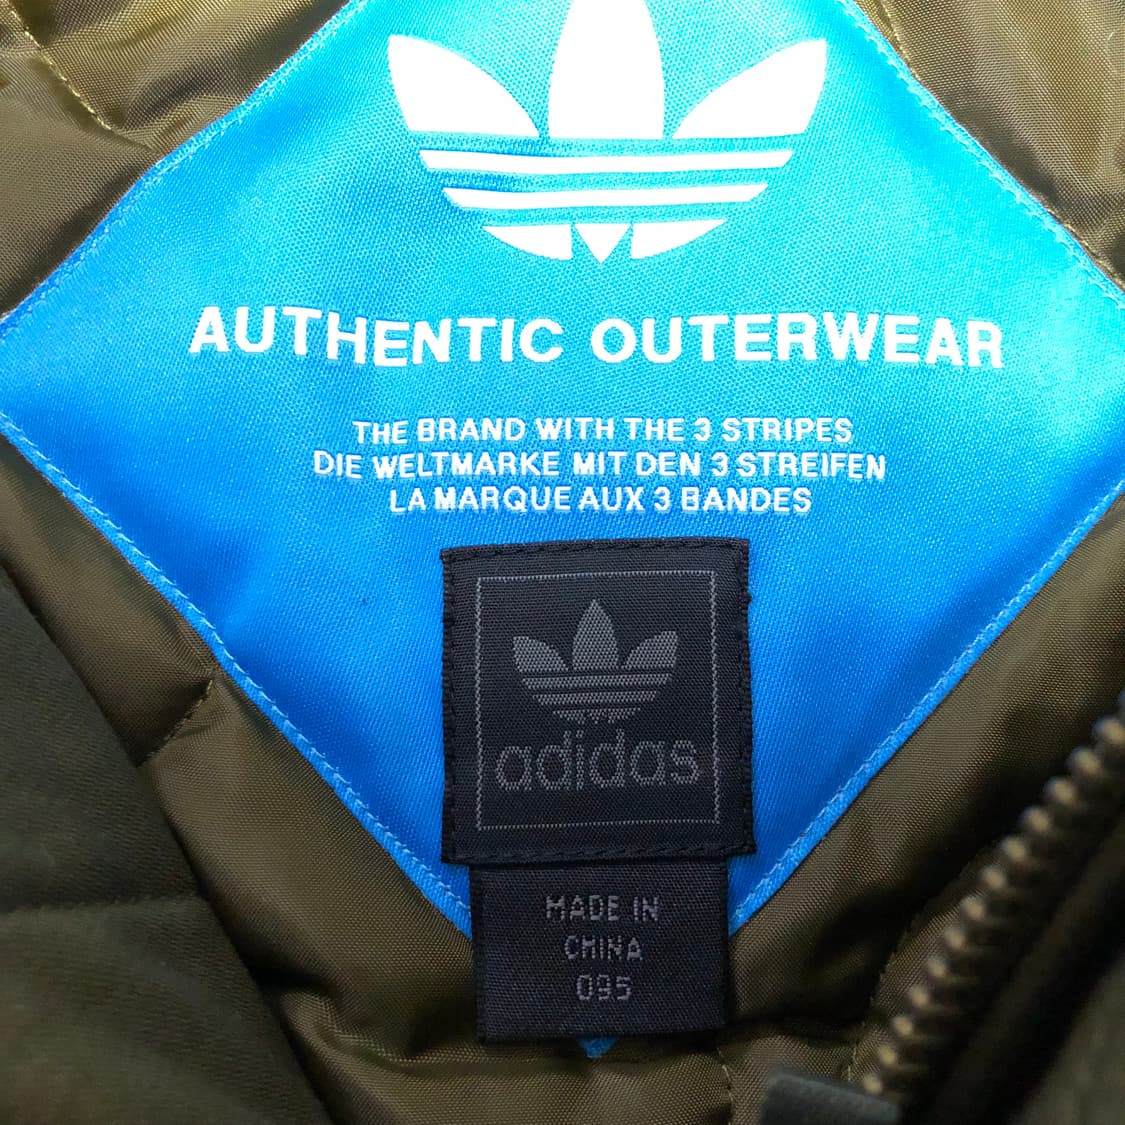 AUTHENTIC OUTERWEAR
THE BRAND WITH THE 3 STRIPES
DIE WELTMARKE MIT DEN 3 STREIFEN
LA MARQUE AUX 3 BANDES
adidas
MADE IN
CHINA
095